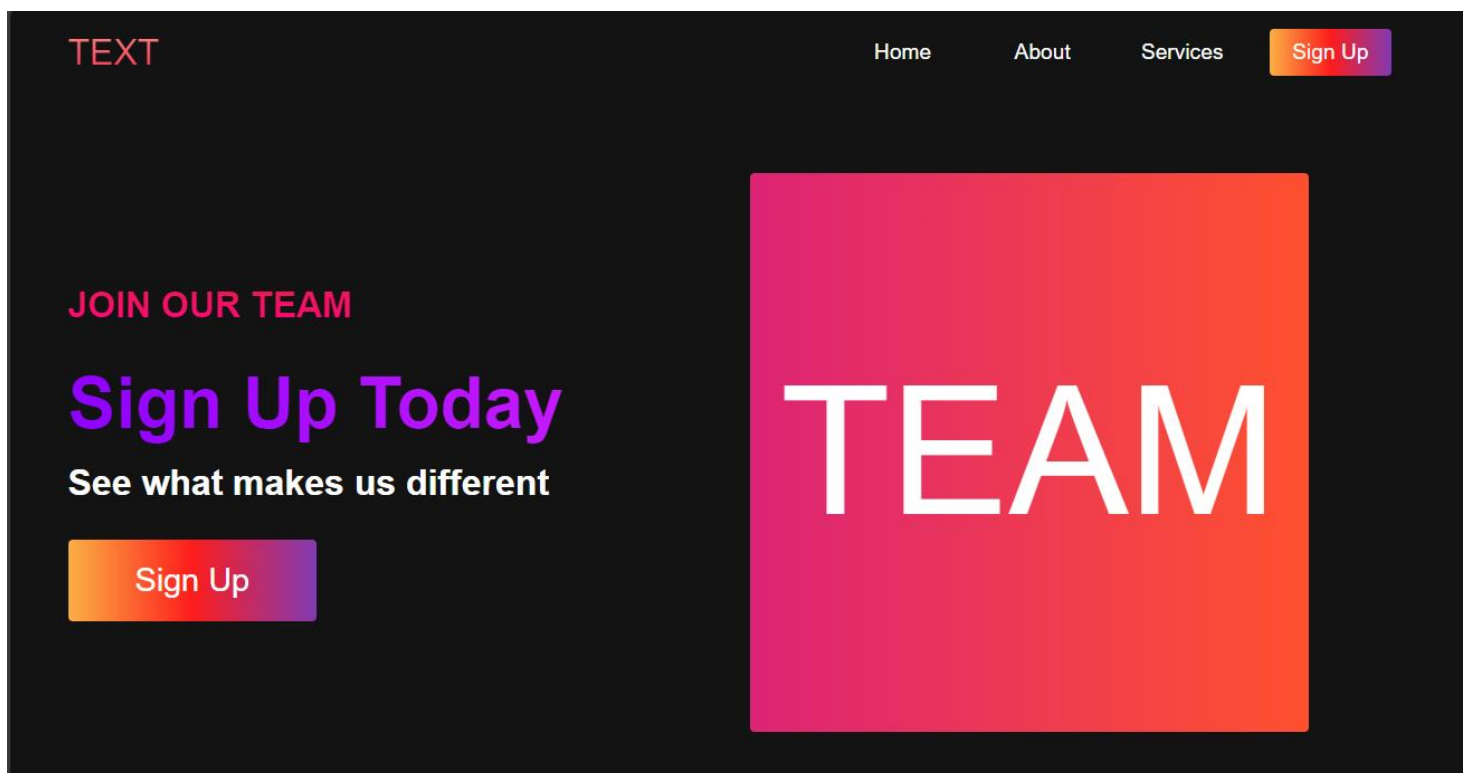 TEXT
Home About Services Sign Up
JOIN OUR TEAM
Sign Up Today
See what makes us different
Sign Up
TEAM